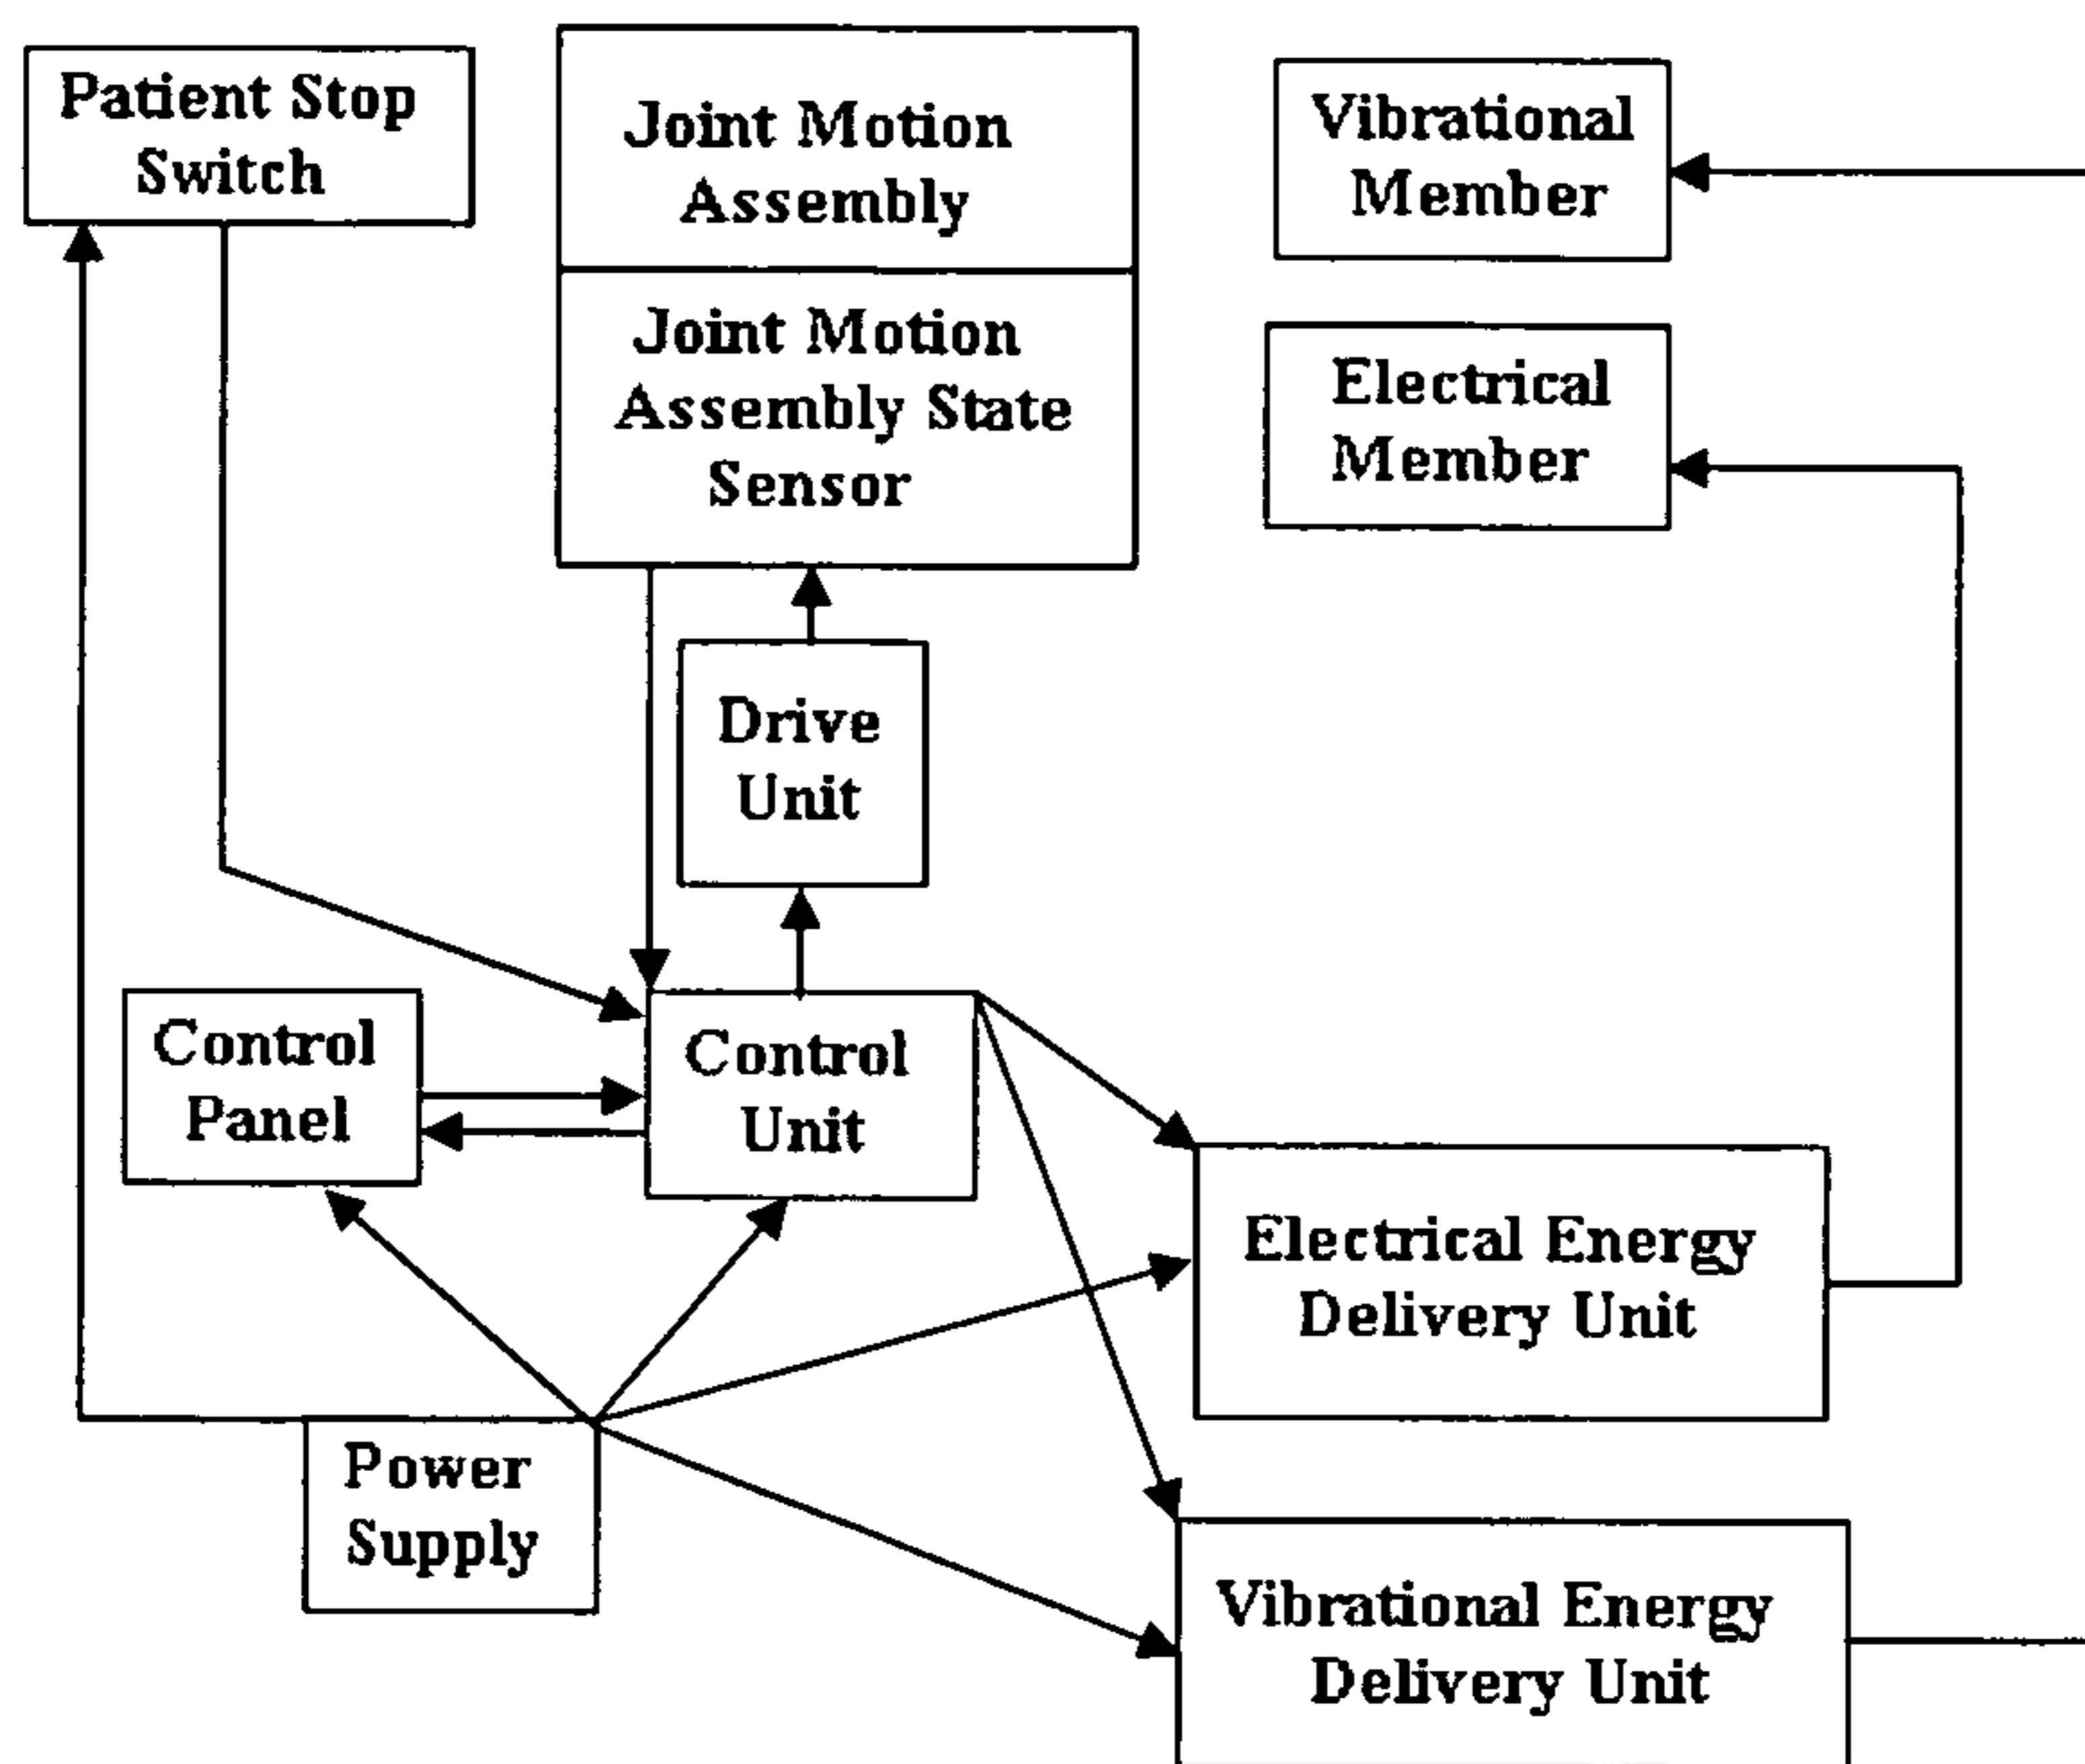 Patient Stop
Switch
Joint Motion
Assembly
Joint Motion
Assembly State
Sensor
Vibrational
Member
Electrical
Member
Drive
Unit
Control
Panel
Control
Unit
Electrical Energy
Delivery Unit
Power
Supply
Vibrational Energy
Delivery Unit